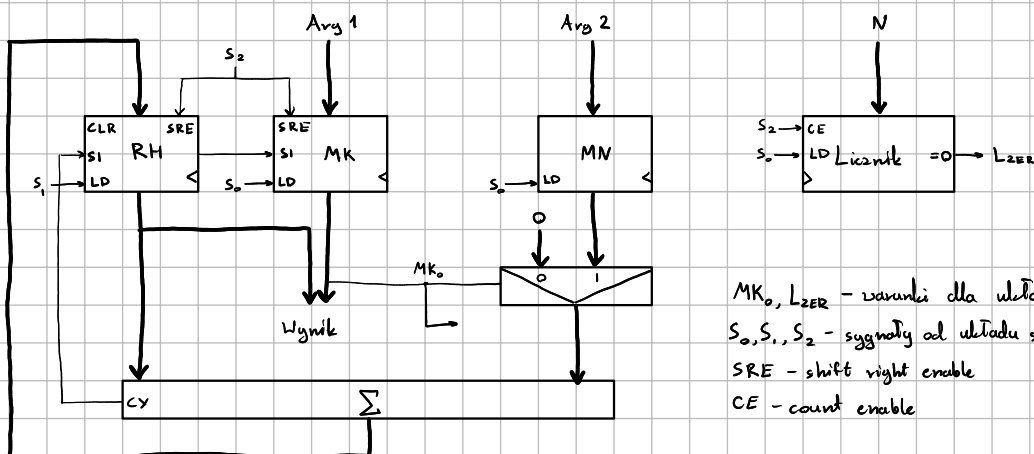 Arg 1
Arg 2
N
S2
CLR
SRE
RH
SI
LD
S1
SRE
SI
MK
S0
LD
MN
S0
LD
S2
CE
S0
LD
Licznik
=0
LZER
0
0
1
MK0
Wynik
CY
Σ
MK0, LZER – warunki dla
S0, S1, S2 – sygnały od układu
SRE – shift right enable
CE – count enable